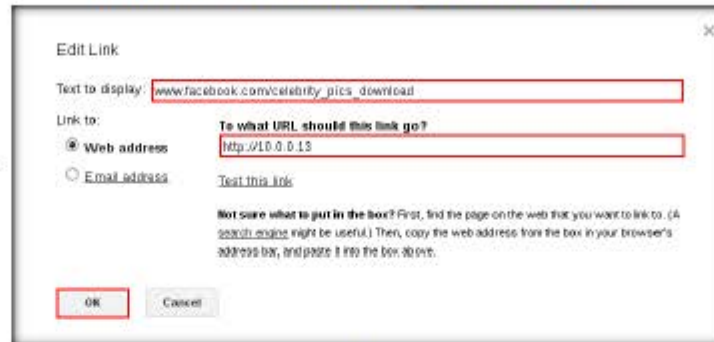 Edit Link
Text to display: www.facebook.com/celebrity_pics_download
Link to:
To what URL should this link go?
Web address
http://10.0.0.13
Email address
Test this link
Not sure what to put in the box? First, find the page on the web that you want to link to. (A
search engine might be useful.) Then, copy the web address from the box in your browser's
address bar, and paste it into the box above.
OK
Cancel